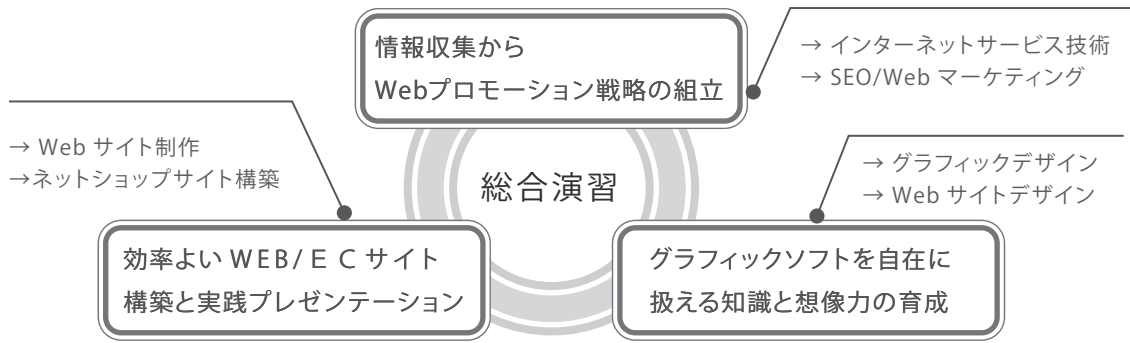 情報収集から
Webプロモーション戦略の組立
→ インターネットサービス技術
→ SEO/Web マーケティング
→ Web サイト制作
→ネットショップサイト構築
総合演習
→ グラフィックデザイン
→ Web サイトデザイン
効率よい WEB/ＥＣサイト
構築と実践プレゼンテーション
グラフィックソフトを自在に
扱える知識と想像力の育成